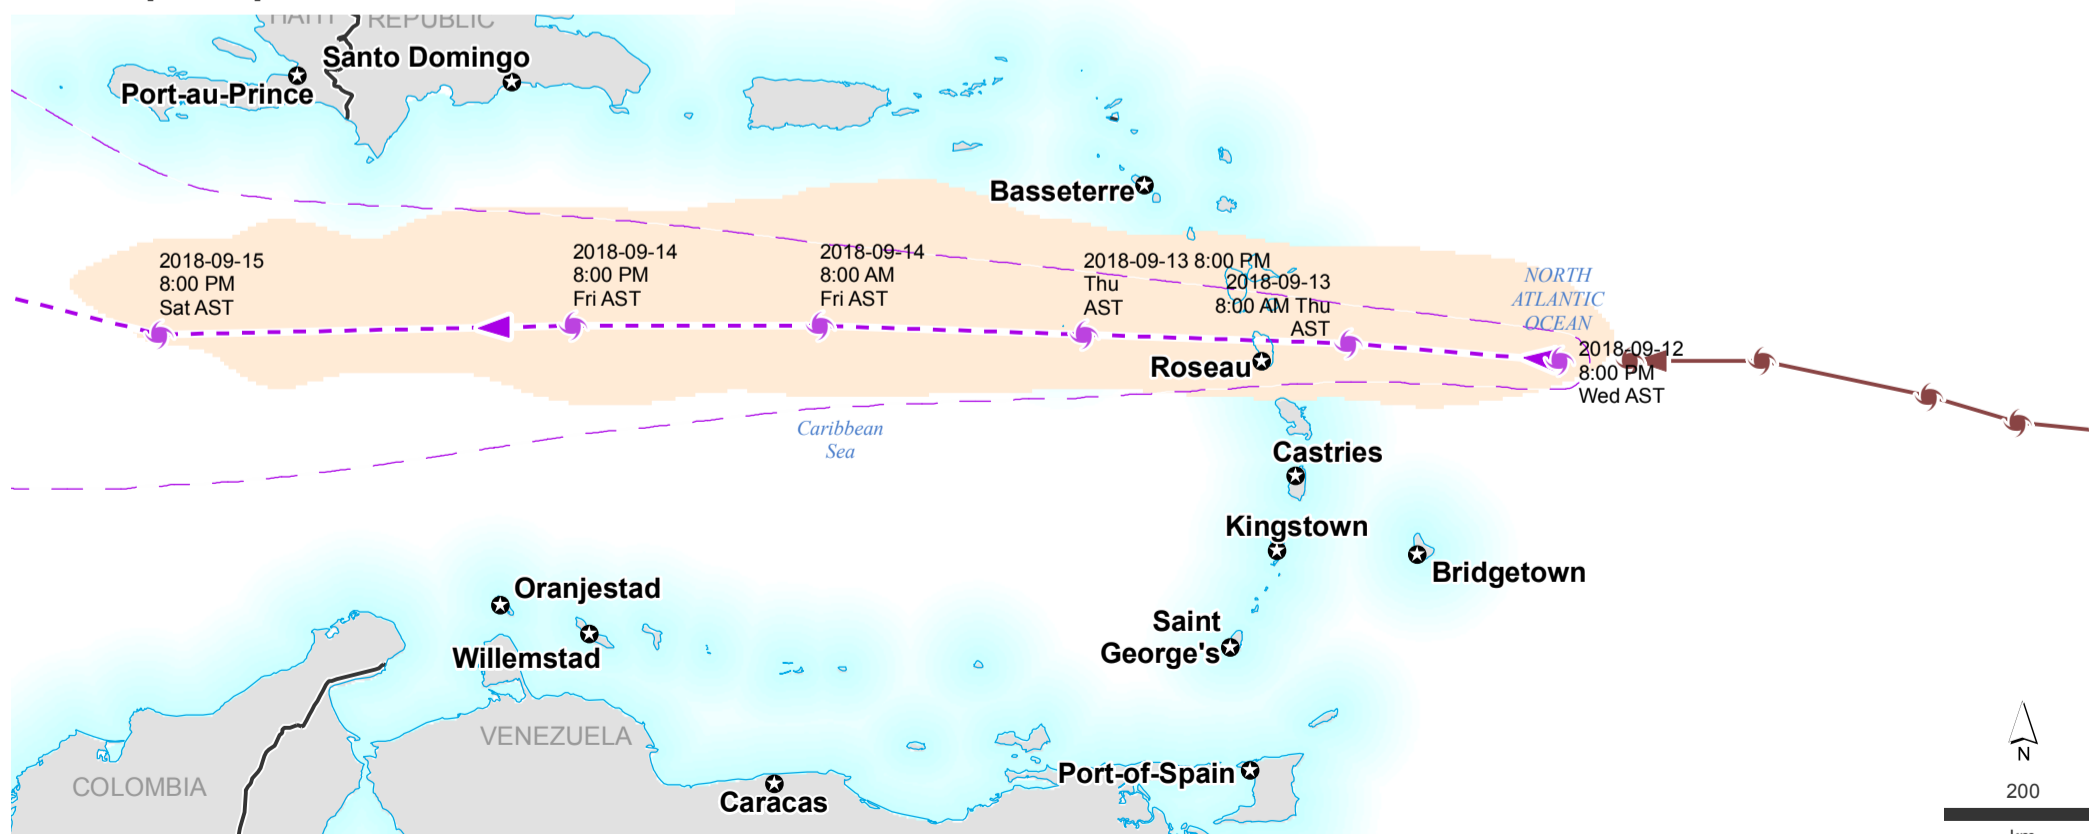 HAITI
REPUBLIC
Santo Domingo
Port-au-Prince
Basseterre
2018-09-15
8:00 PM
Sat AST
2018-09-14
8:00 PM
Fri AST
2018-09-14
8:00 AM
Fri AST
2018-09-13 8:00 PM
Thu
AST
2018-09-13
8:00 AM Thu
AST
NORTH
ATLANTIC
OCEAN
2018-09-12
8:00 PM
Wed AST
Roseau
Caribbean
Sea
Castries
Kingstown
Bridgetown
Oranjestad
Willemstad
Saint
George's
VENEZUELA
COLOMBIA
Port-of-Spain
Caracas
N
200
km